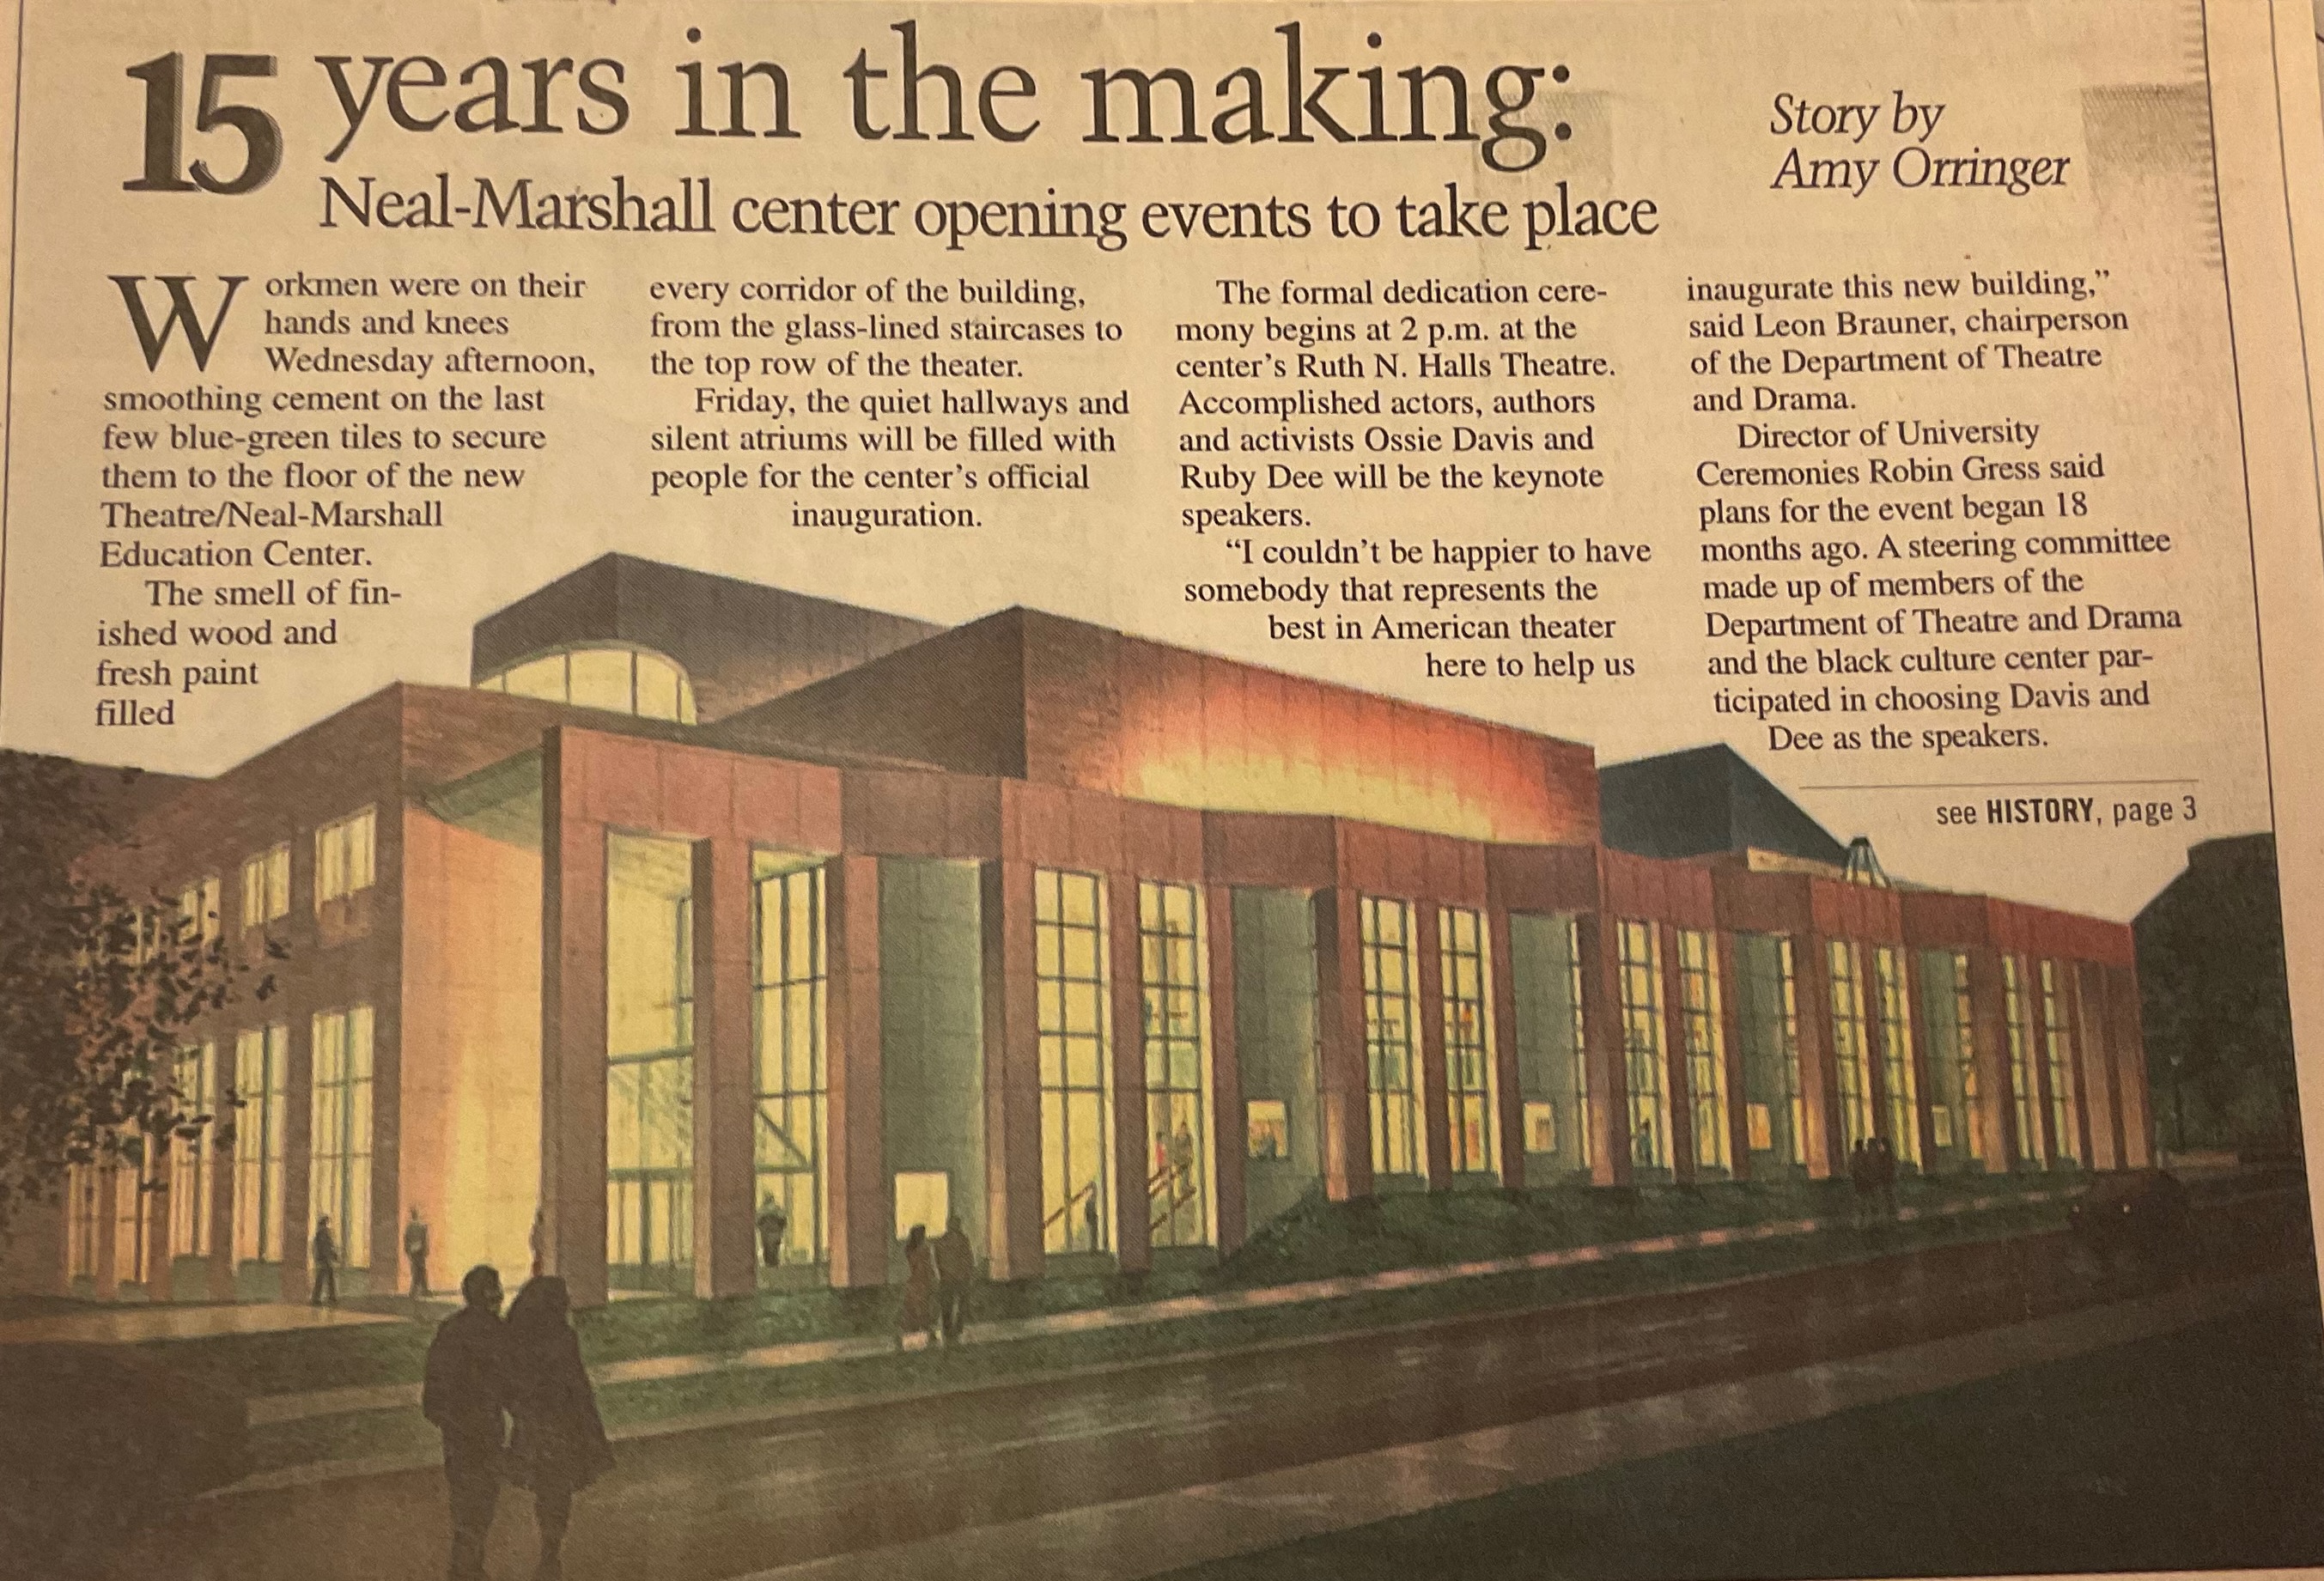 15 years in the making:
Neal-Marshall center opening events to take place
Story by
Amy Orringer
Workmen were on their
hands and knees
Wednesday afternoon,
smoothing cement on the last
few blue-green tiles to secure
them to the floor of the new
Theatre/Neal-Marshall
Education Center.
The smell of fin-
ished wood and
fresh paint
filled
every corridor of the building,
from the glass-lined staircases to
the top row of the theater.
Friday, the quiet hallways and
silent atriums will be filled with
people for the center's official
inauguration.
The formal dedication cere-
mony begins at 2 p.m. at the
center's Ruth N. Halls Theatre.
Accomplished actors, authors
and activists Ossie Davis and
Ruby Dee will be the keynote
speakers.
“I couldn't be happier to have
somebody that represents the
best in American theater
here to help us
inaugurate this new building,”
said Leon Brauner, chairperson
of the Department of Theatre
and Drama.
Director of University
Ceremonies Robin Gress said
plans for the event began 18
months ago. A steering committee
made up of members of the
Department of Theatre and Drama
and the black culture center par-
ticipated in choosing Davis and
Dee as the speakers.
see HISTORY, page 3